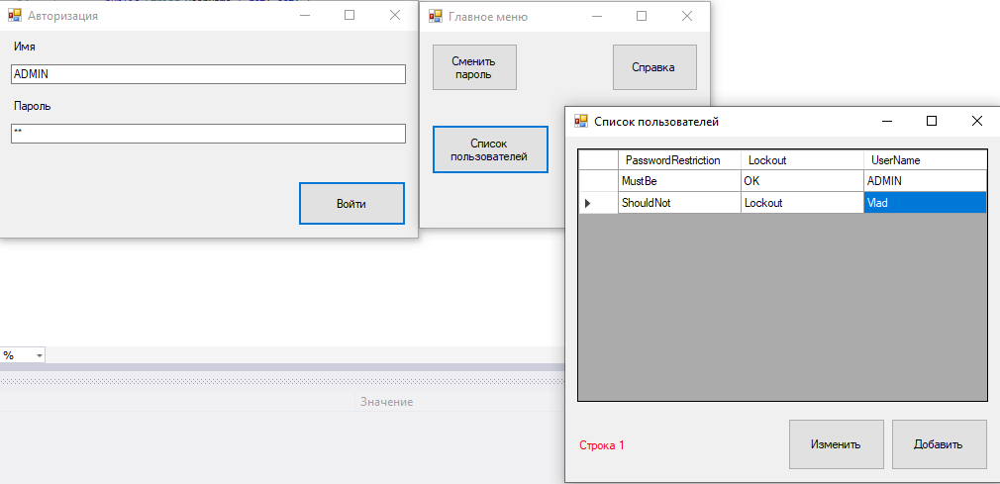 Авторизация
Имя
ADMIN
Пароль
**
Войти
Главное меню
Сменить
пароль
Справка
Список
пользователей
Список пользователей
PasswordRestriction Lockout UserName
MustBe OK ADMIN
ShouldNot Lockout Vlad
Строка 1
Изменить
Добавить
%
Значение